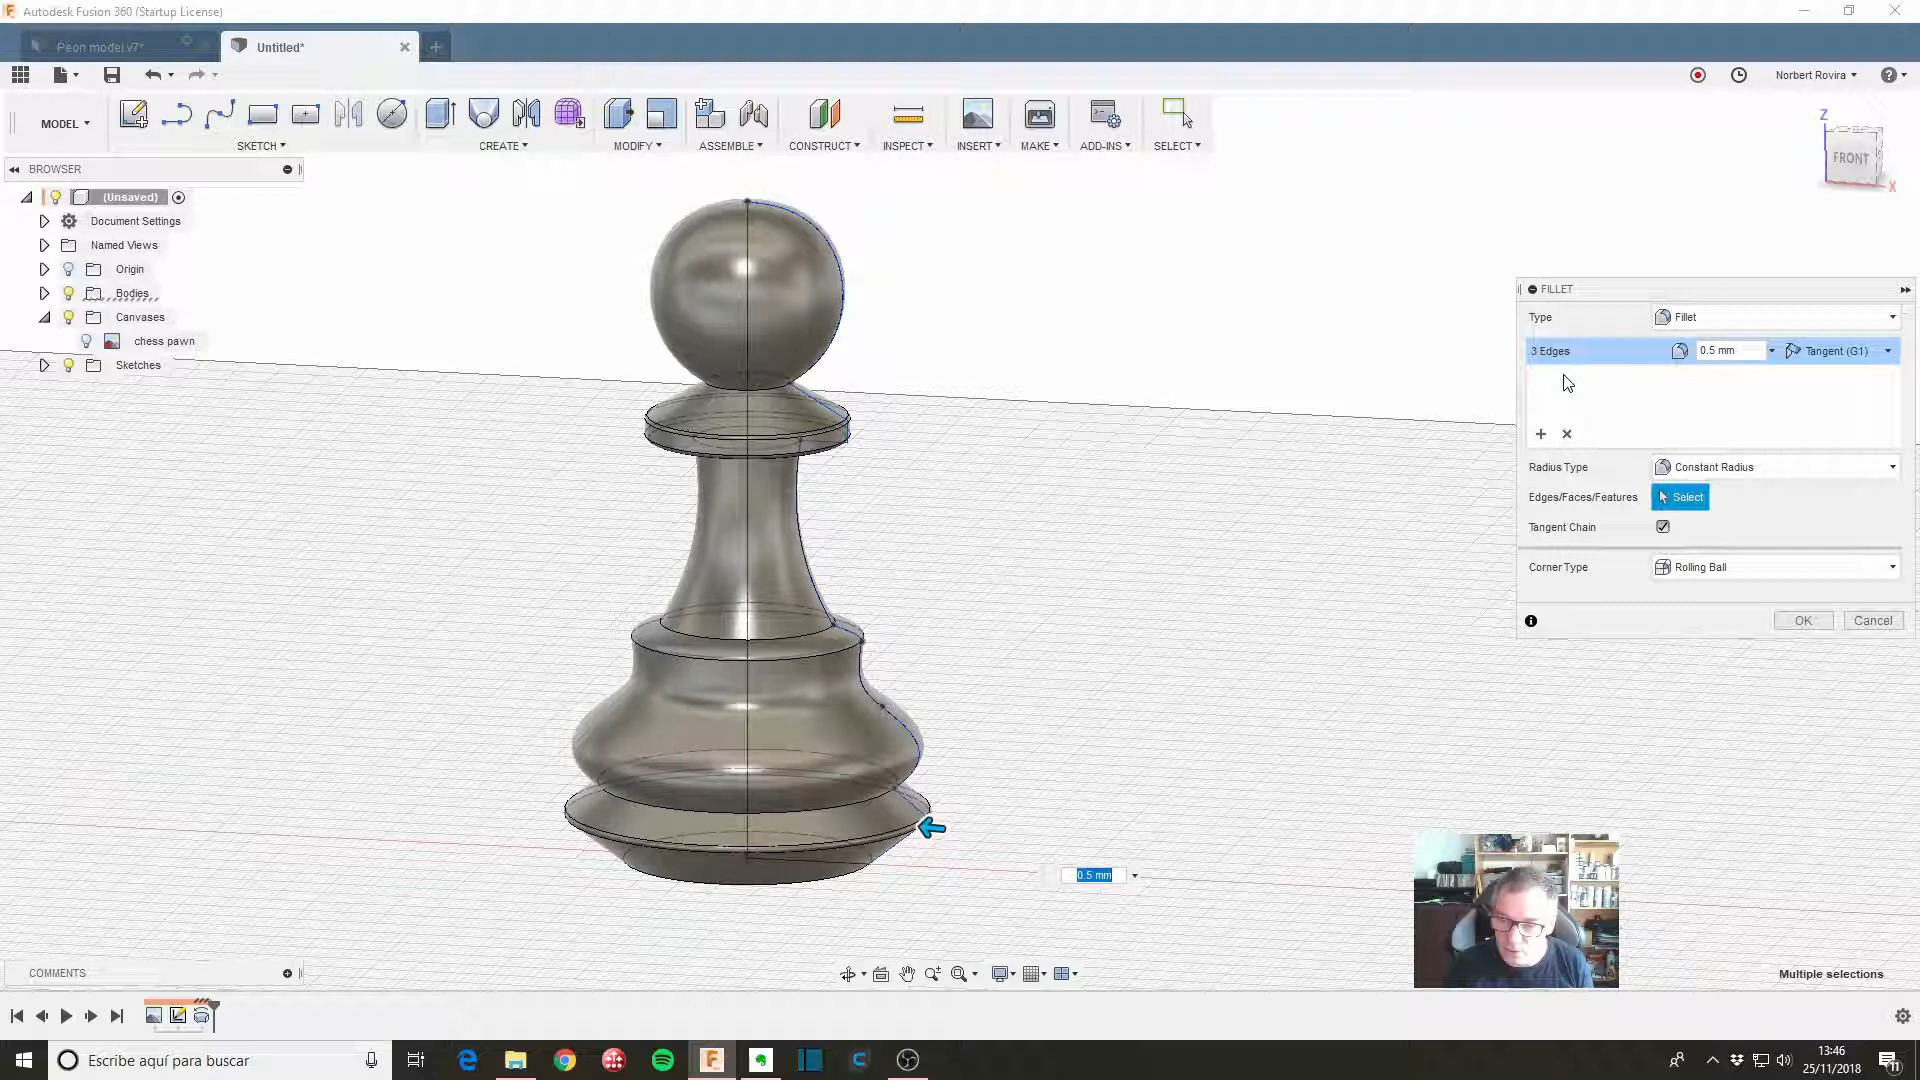 Autodesk Fusion 360 (Startup License)
Peon model v7*
Untitled*
Norbert Rovira
MODEL
SKETCH
CREATE
MODIFY
ASSEMBLE
CONSTRUCT
INSPECT
INSERT
MAKE
ADD-INS
SELECT
Z
FRONT
X
BROWSER
(Unsaved)
Document Settings
Named Views
Origin
Bodies
Canvases
chess pawn
Sketches
FILLET
Type
Fillet
3 Edges
0.5 mm
Tangent (G1)
Radius Type
Constant Radius
Edges/Faces/Features
Select
Tangent Chain
Corner Type
Rolling Ball
OK
Cancel
0.5 mm
COMMENTS
Multiple selections
Escribe aquí para buscar
13:46
25/11/2018
11